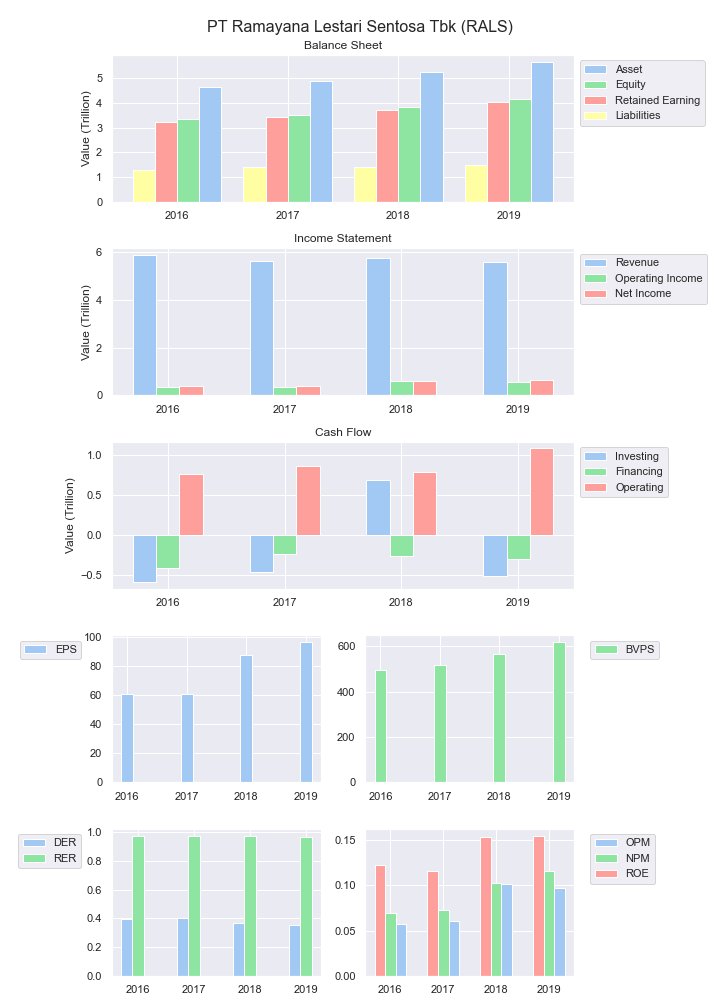 PT Ramayana Lestari Sentosa Tbk (RALS)
Balance Sheet
Value (Trillion)
5
4
3
2
1
0
2016 2017 2018 2019
Asset
Equity
Retained Earning
Liabilities
Income Statement
Value (Trillion)
6
4
2
0
2016 2017 2018 2019
Revenue
Operating Income
Net Income
Cash Flow
Value (Trillion)
1.0
0.5
0.0
−0.5
2016 2017 2018 2019
Investing
Financing
Operating
EPS
100
80
60
40
20
0
2016 2017 2018 2019
600
400
200
0
2016 2017 2018 2019
BVPS
DER
RER
1.0
0.8
0.6
0.4
0.2
0.0
2016 2017 2018 2019
0.15
0.10
0.05
0.00
2016 2017 2018 2019
OPM
NPM
ROE